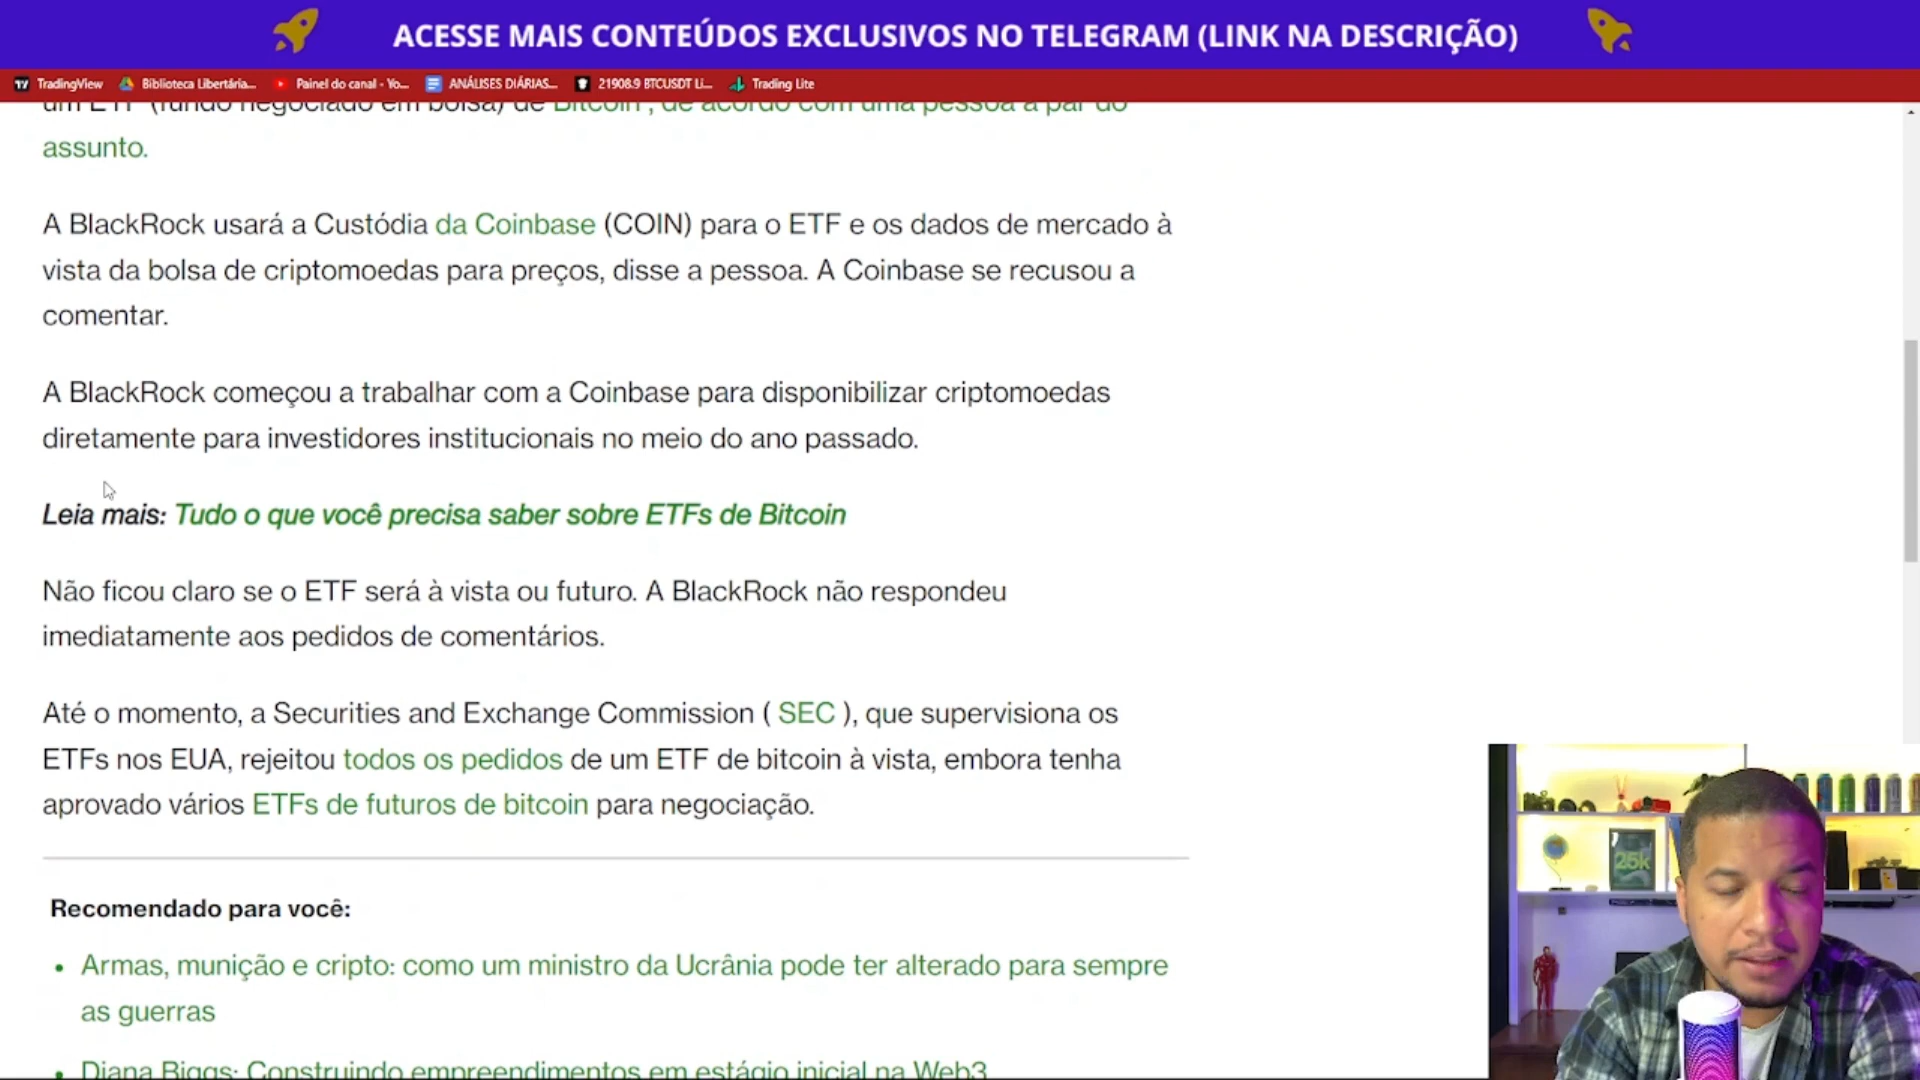 ACESSE MAIS CONTEÚDOS EXCLUSIVOS NO TELEGRAM (LINK NA DESCRIÇÃO)
TradingView Biblioteca Libertária... Painel do canal - Yo... ANÁLISES DIÁRIAS... 21908.9 BTCUSDT Li... Trading Lite
um ETF (fundo negociado em bolsa) de Bitcoin , de acordo com uma pessoa a par do
assunto.
A BlackRock usará a Custódia da Coinbase (COIN) para o ETF e os dados de mercado à
vista da bolsa de criptomoedas para preços, disse a pessoa. A Coinbase se recusou a
comentar.
A BlackRock começou a trabalhar com a Coinbase para disponibilizar criptomoedas
diretamente para investidores institucionais no meio do ano passado.
Leia mais: Tudo o que você precisa saber sobre ETFs de Bitcoin
Não ficou claro se o ETF será à vista ou futuro. A BlackRock não respondeu
imediatamente aos pedidos de comentários.
Até o momento, a Securities and Exchange Commission ( SEC ), que supervisiona os
ETFs nos EUA, rejeitou todos os pedidos de um ETF de bitcoin à vista, embora tenha
aprovado vários ETFs de futuros de bitcoin para negociação.
Recomendado para você:
• Armas, munição e cripto: como um ministro da Ucrânia pode ter alterado para sempre
as guerras
• Diana Biggs: Construindo empreendimentos em estágio inicial na Web3
25k